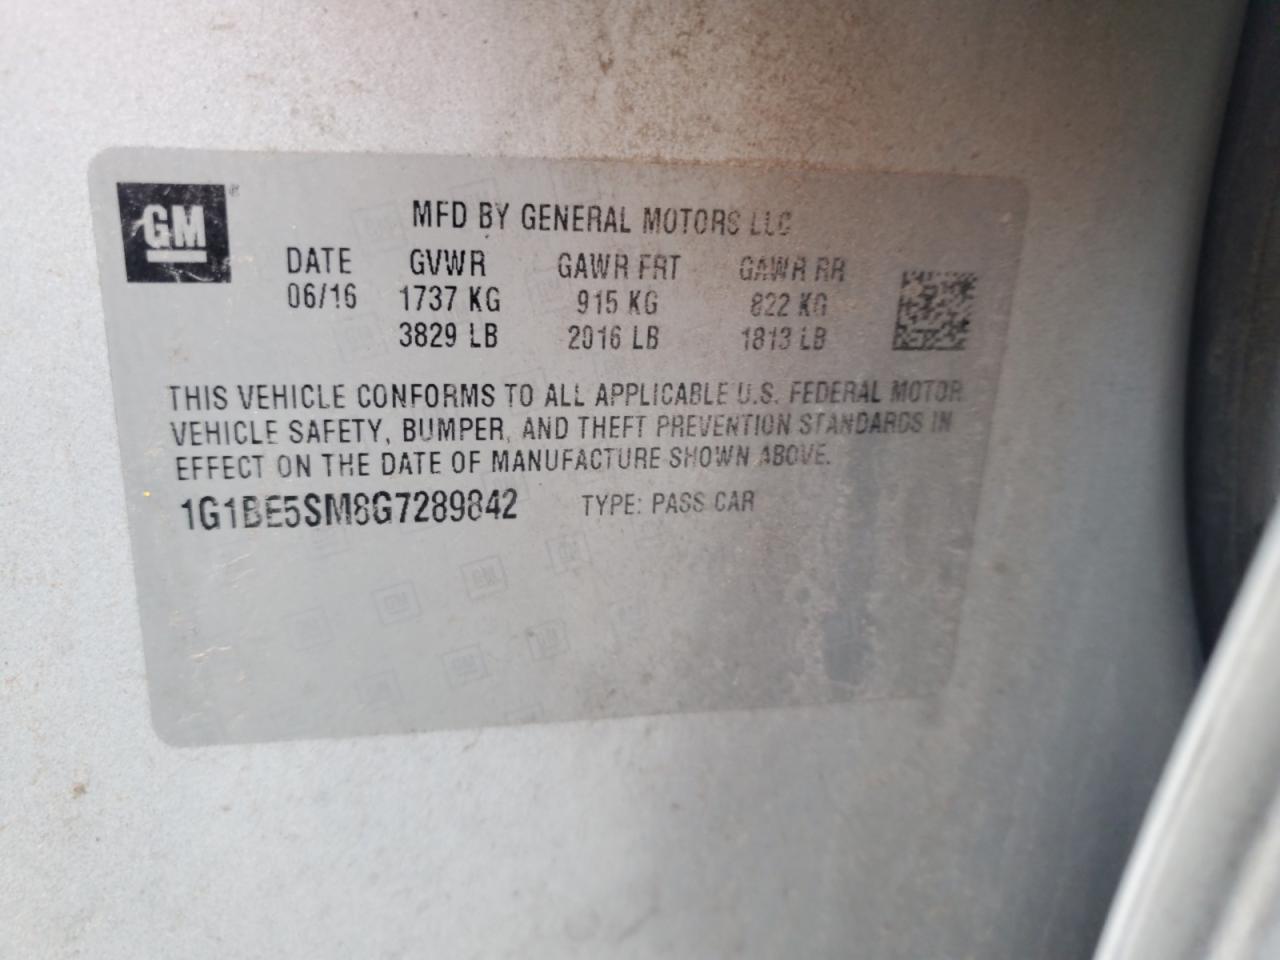 GM®
MFD BY GENERAL MOTORS LLC
DATE GVWR GAWR FRT GAWR RR
06/16 1737 KG 915 KG 822 KG
3829 LB 2016 LB 1813 LB
THIS VEHICLE CONFORMS TO ALL APPLICABLE U.S. FEDERAL MOTOR
VEHICLE SAFETY, BUMPER, AND THEFT PREVENTION STANDARDS IN
EFFECT ON THE DATE OF MANUFACTURE SHOWN ABOVE.
1G1BE5SM8G7289842 TYPE: PASS CAR